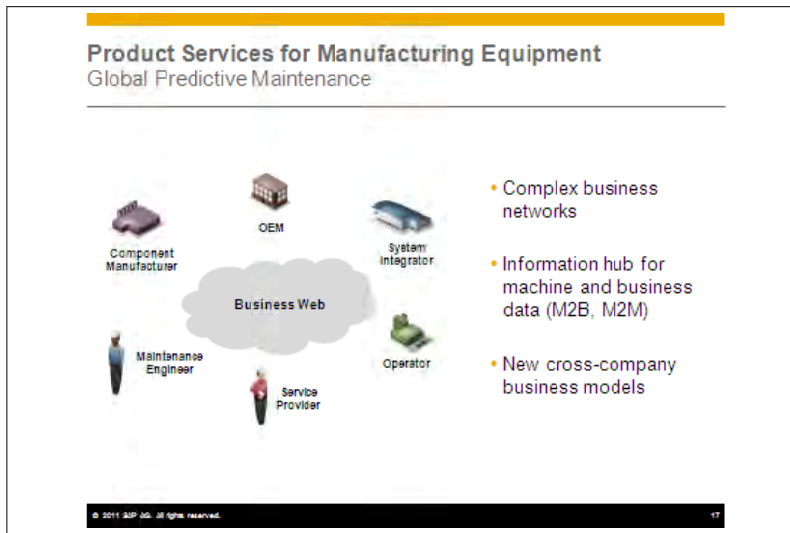 Product Services for Manufacturing Equipment
Global Predictive Maintenance
OEM
Component
Manufacturer
System
Integrator
Business Web
Maintenance
Engineer
Service
Provider
Operator
• Complex business
networks
• Information hub for
machine and business
data (M2B, M2M)
• New cross-company
business models
© 2011 SAP AG. All rights reserved.
17